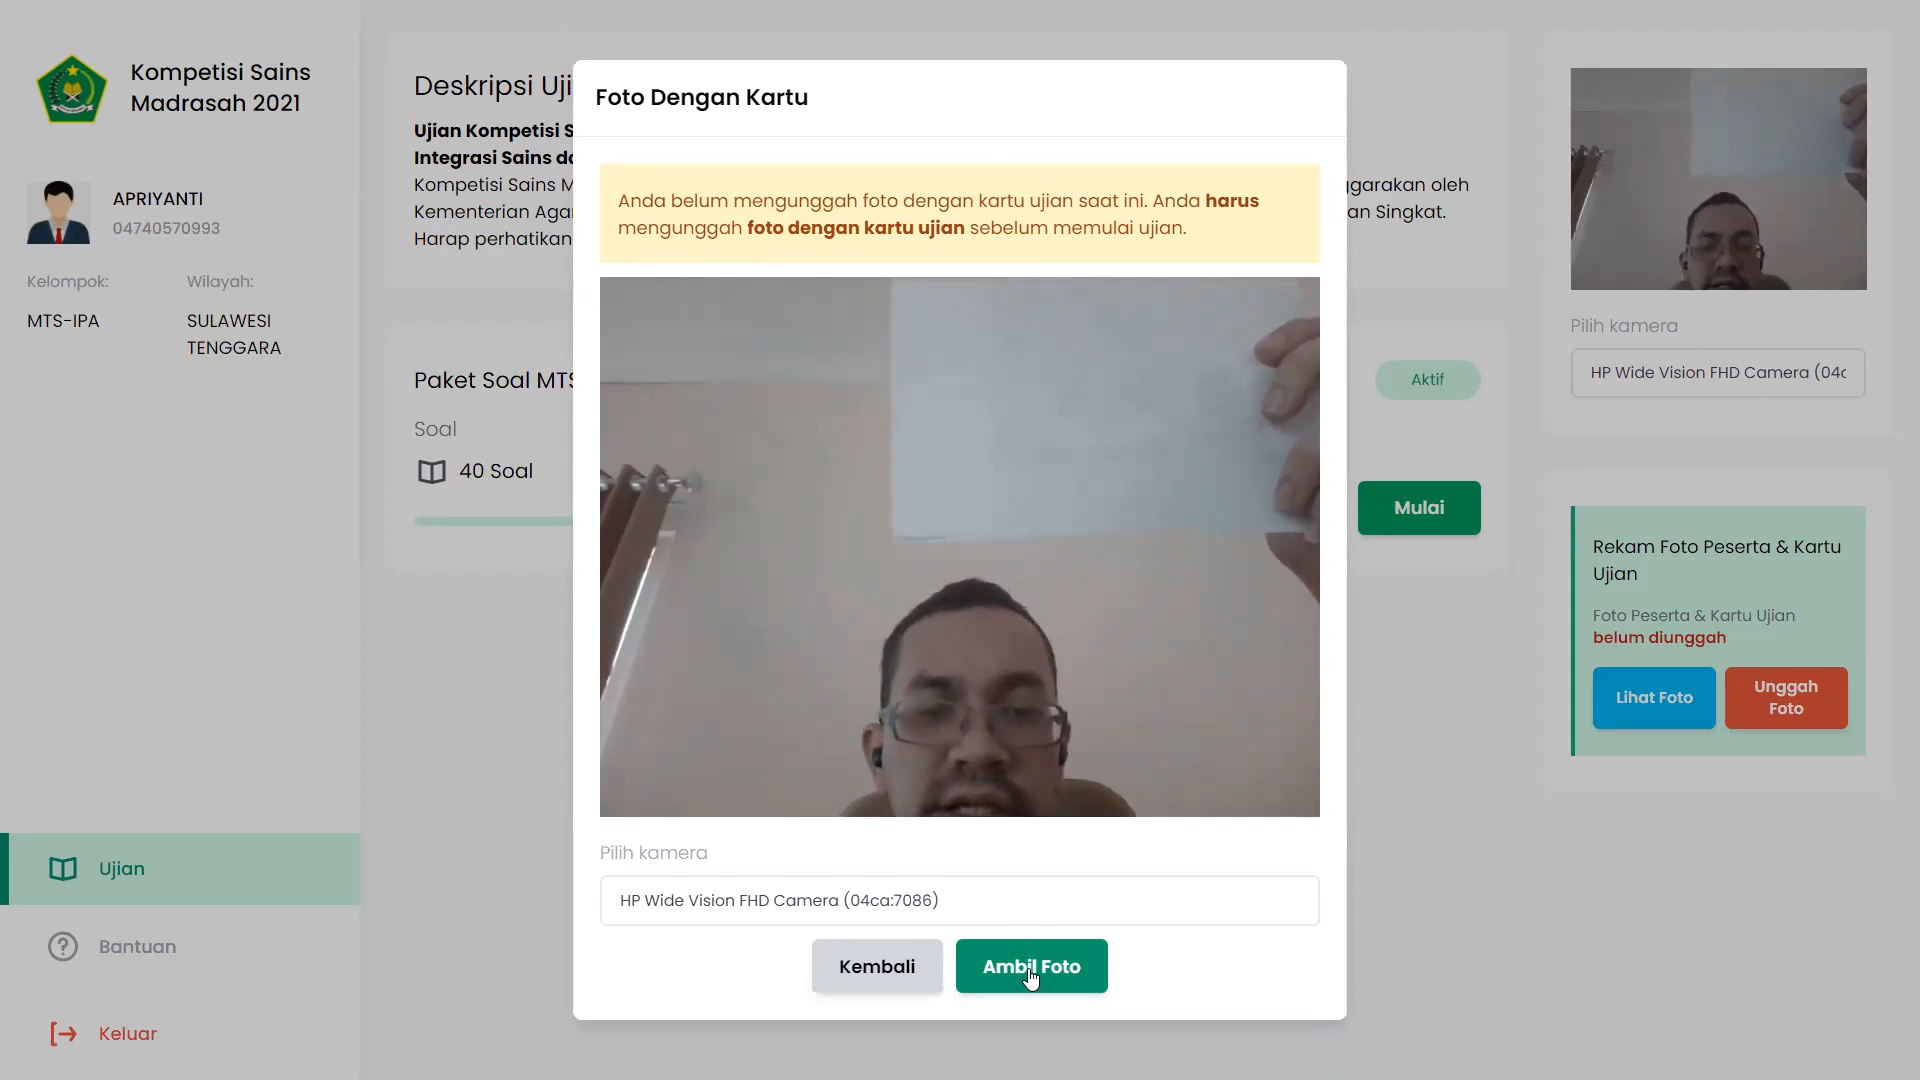 Kompetisi Sains
Madrasah 2021
APRIYANTI
04740570993
Kelompok:
Wilayah:
MTS-IPA
SULAWESI
TENGGARA
Ujian
Bantuan
Keluar
Deskripsi Uji
Ujian Kompetisi S
Integrasi Sains da
Kompetisi Sains M
ggarakan oleh
Kementerian Agar
an Singkat.
Harap perhatikan
Paket Soal MTS
Aktif
Soal
40 Soal
Mulai
Foto Dengan Kartu
Anda belum mengunggah foto dengan kartu ujian saat ini. Anda harus
mengunggah foto dengan kartu ujian sebelum memulai ujian.
Pilih kamera
HP Wide Vision FHD Camera (04ca:7086)
Kembali
Ambil Foto
Pilih kamera
HP Wide Vision FHD Camera (04c
Rekam Foto Peserta & Kartu
Ujian
Foto Peserta & Kartu Ujian
belum diunggah
Lihat Foto
Unggah
Foto